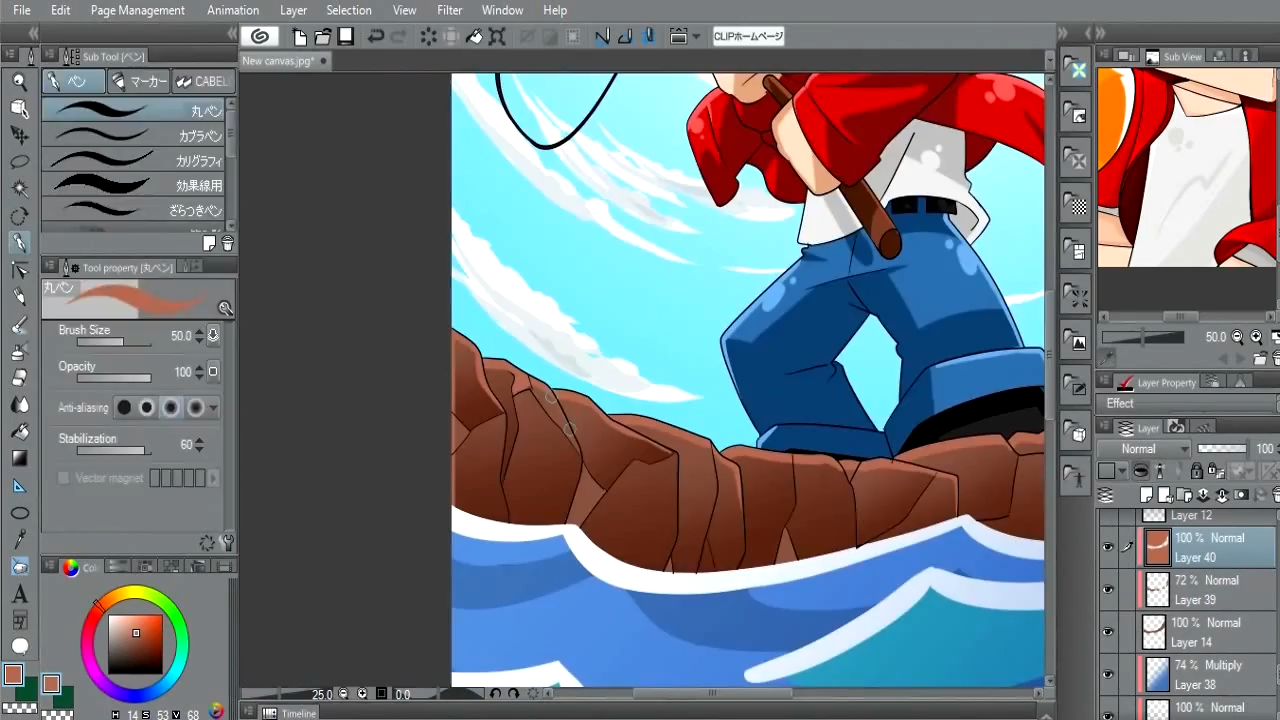 File Edit Page Management Animation Layer Selection View Filter Window Help
CLIPホームページ
Sub Tool [ペン]
New canvas.jpg*
Sub View
ペン マーカー CABEL
丸ペン
カブラペン
カリグラフィ
効果線用
ざらつきペン
Tool property [丸ペン]
丸ペン
Brush Size 50.0
Opacity 100
Anti-aliasing
Stabilization 60
Vector magnet
50.0
Layer Property
Effect
Layer
Normal 100
Layer 12
100 % Normal
Layer 40
72 % Normal
Layer 39
100 % Normal
Layer 14
74 % Multiply
Layer 38
100 % Normal
Col
H 14 S 53 V 68
25.0 0.0
Timeline